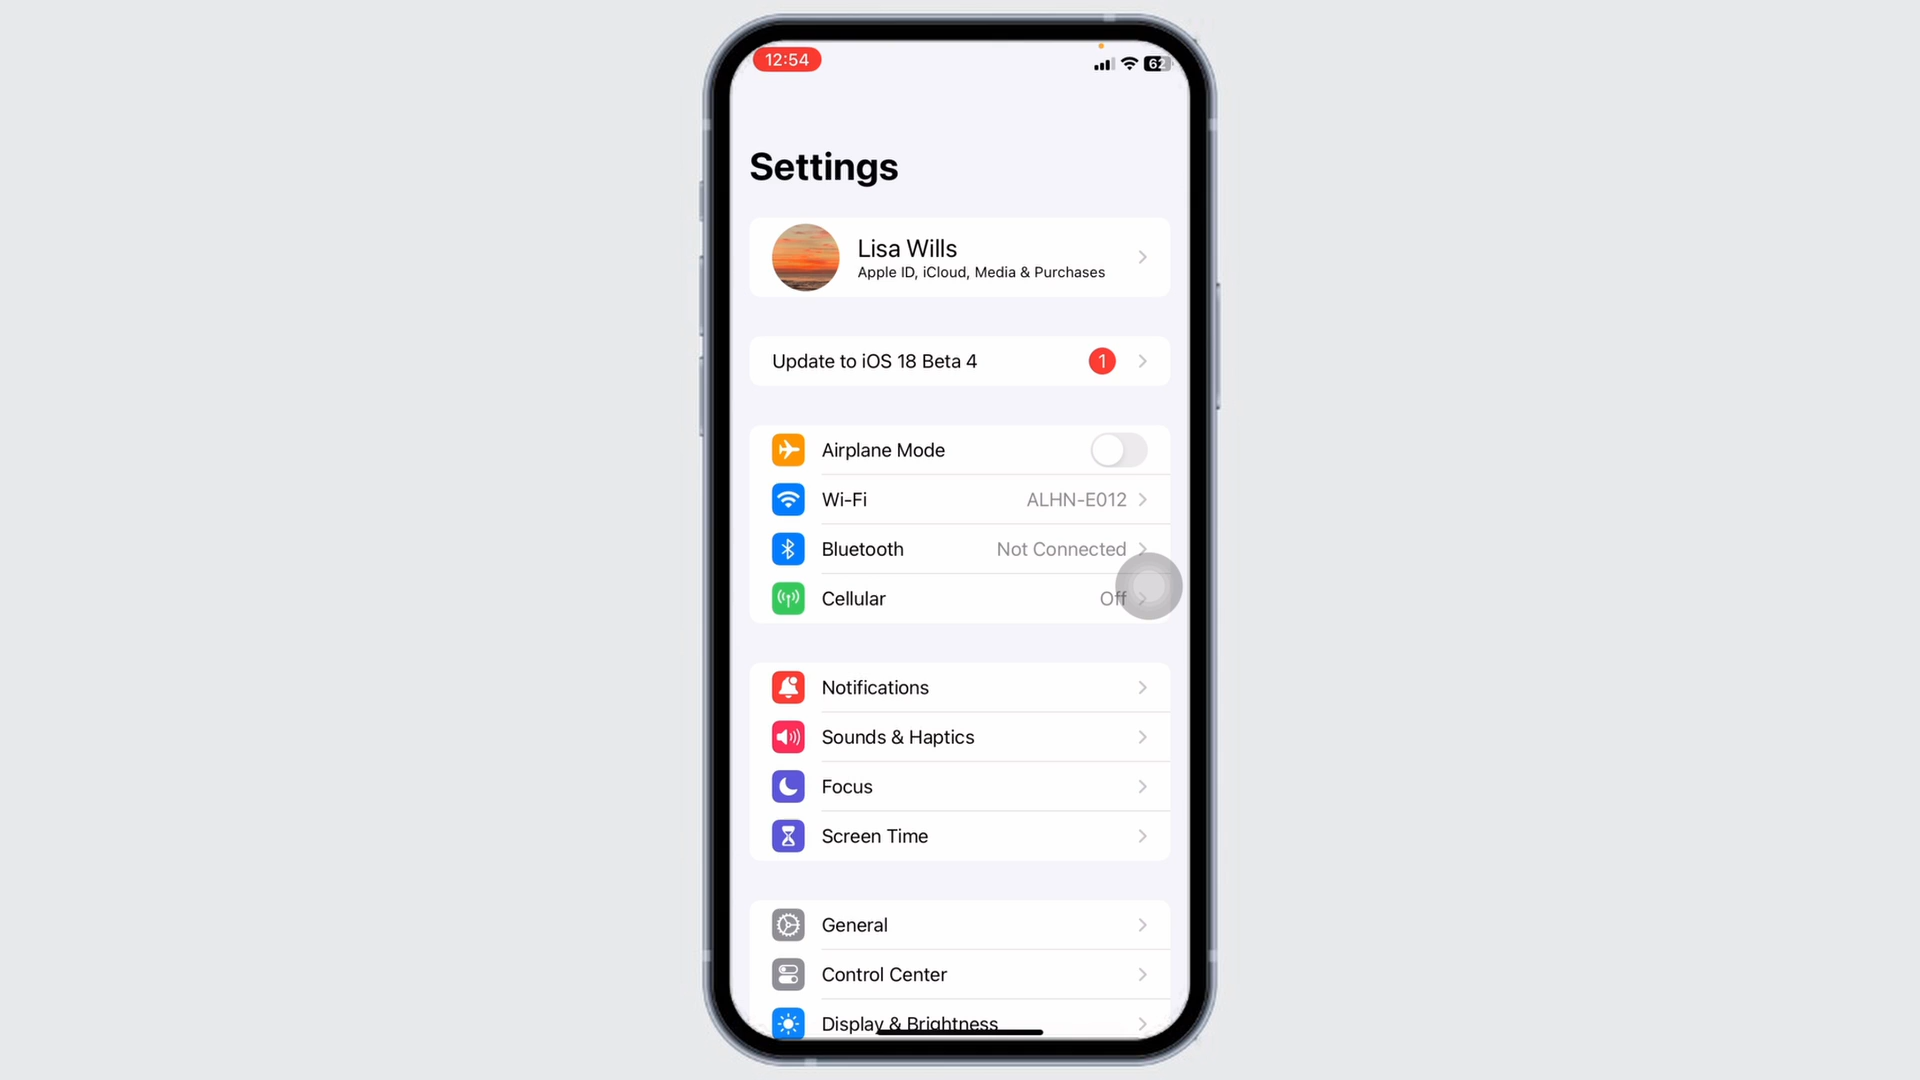 12:54
62
Settings
Lisa Wills
Apple ID, iCloud, Media & Purchases
Update to iOS 18 Beta 4
1
Airplane Mode
Wi-Fi ALHN-E012
Bluetooth Not Connected
Cellular Off
Notifications
Sounds & Haptics
Focus
Screen Time
General
Control Center
Display & Brightness